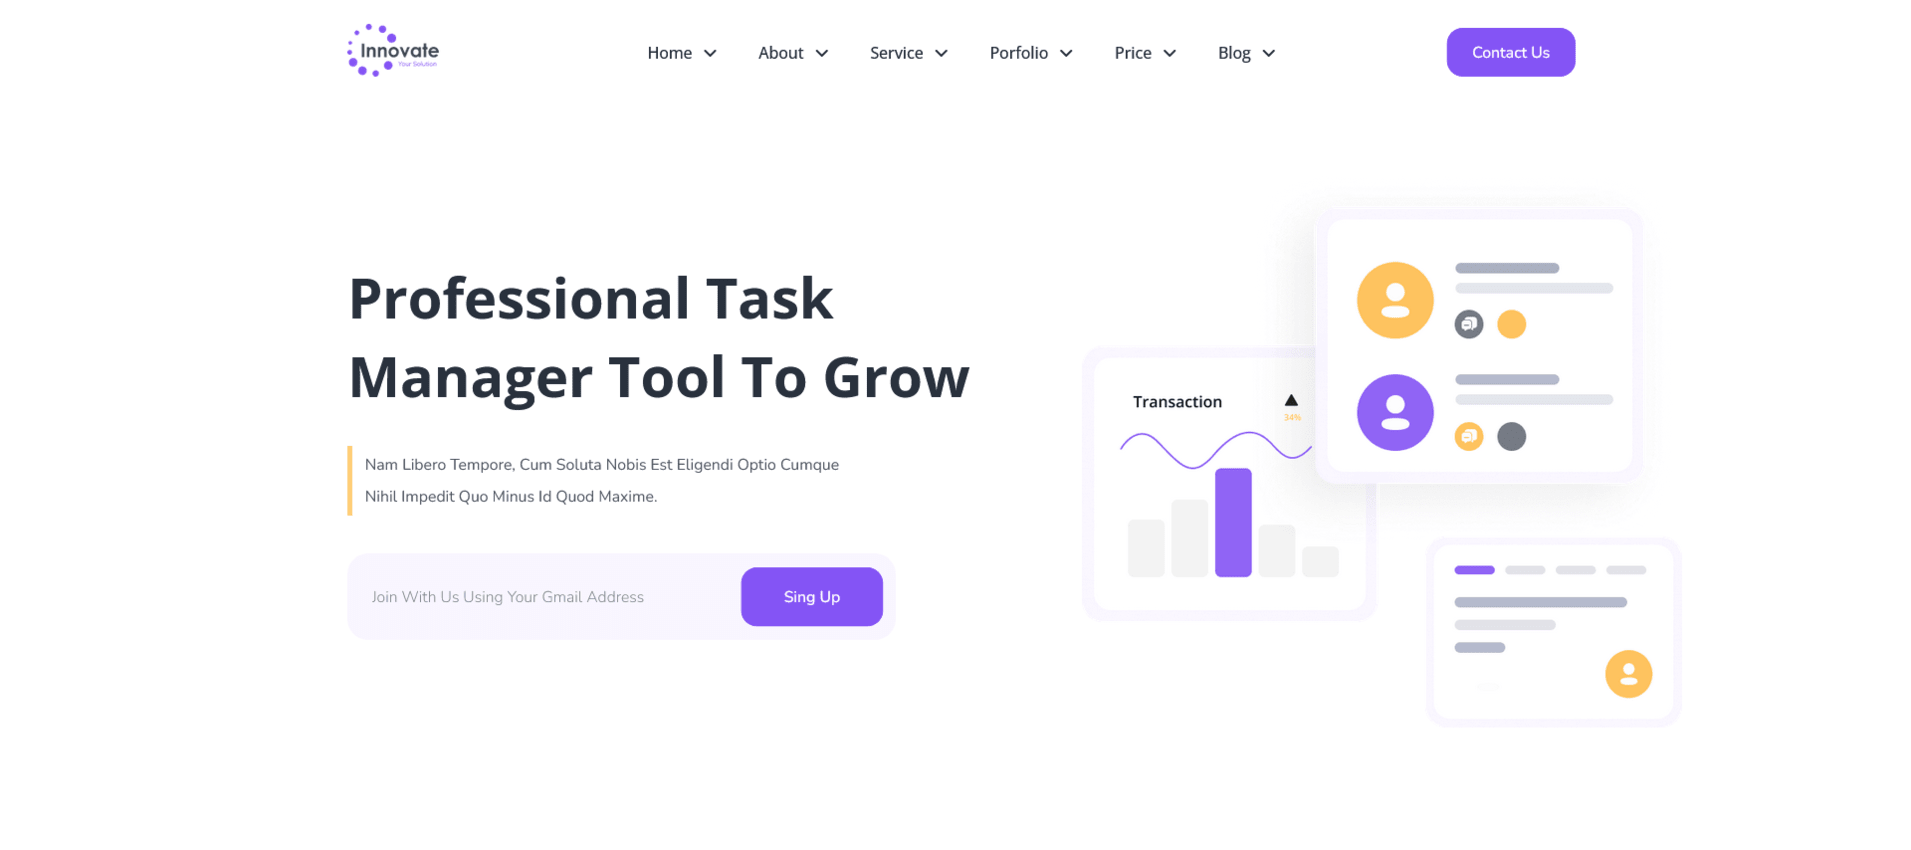 Innovate
Your Solution
Home
About
Service
Porfolio
Price
Blog
Contact Us
Professional Task
Manager Tool To Grow
Nam Libero Tempore, Cum Soluta Nobis Est Eligendi Optio Cumque
Nihil Impedit Quo Minus Id Quod Maxime.
Join With Us Using Your Gmail Address
Sing Up
Transaction
34%